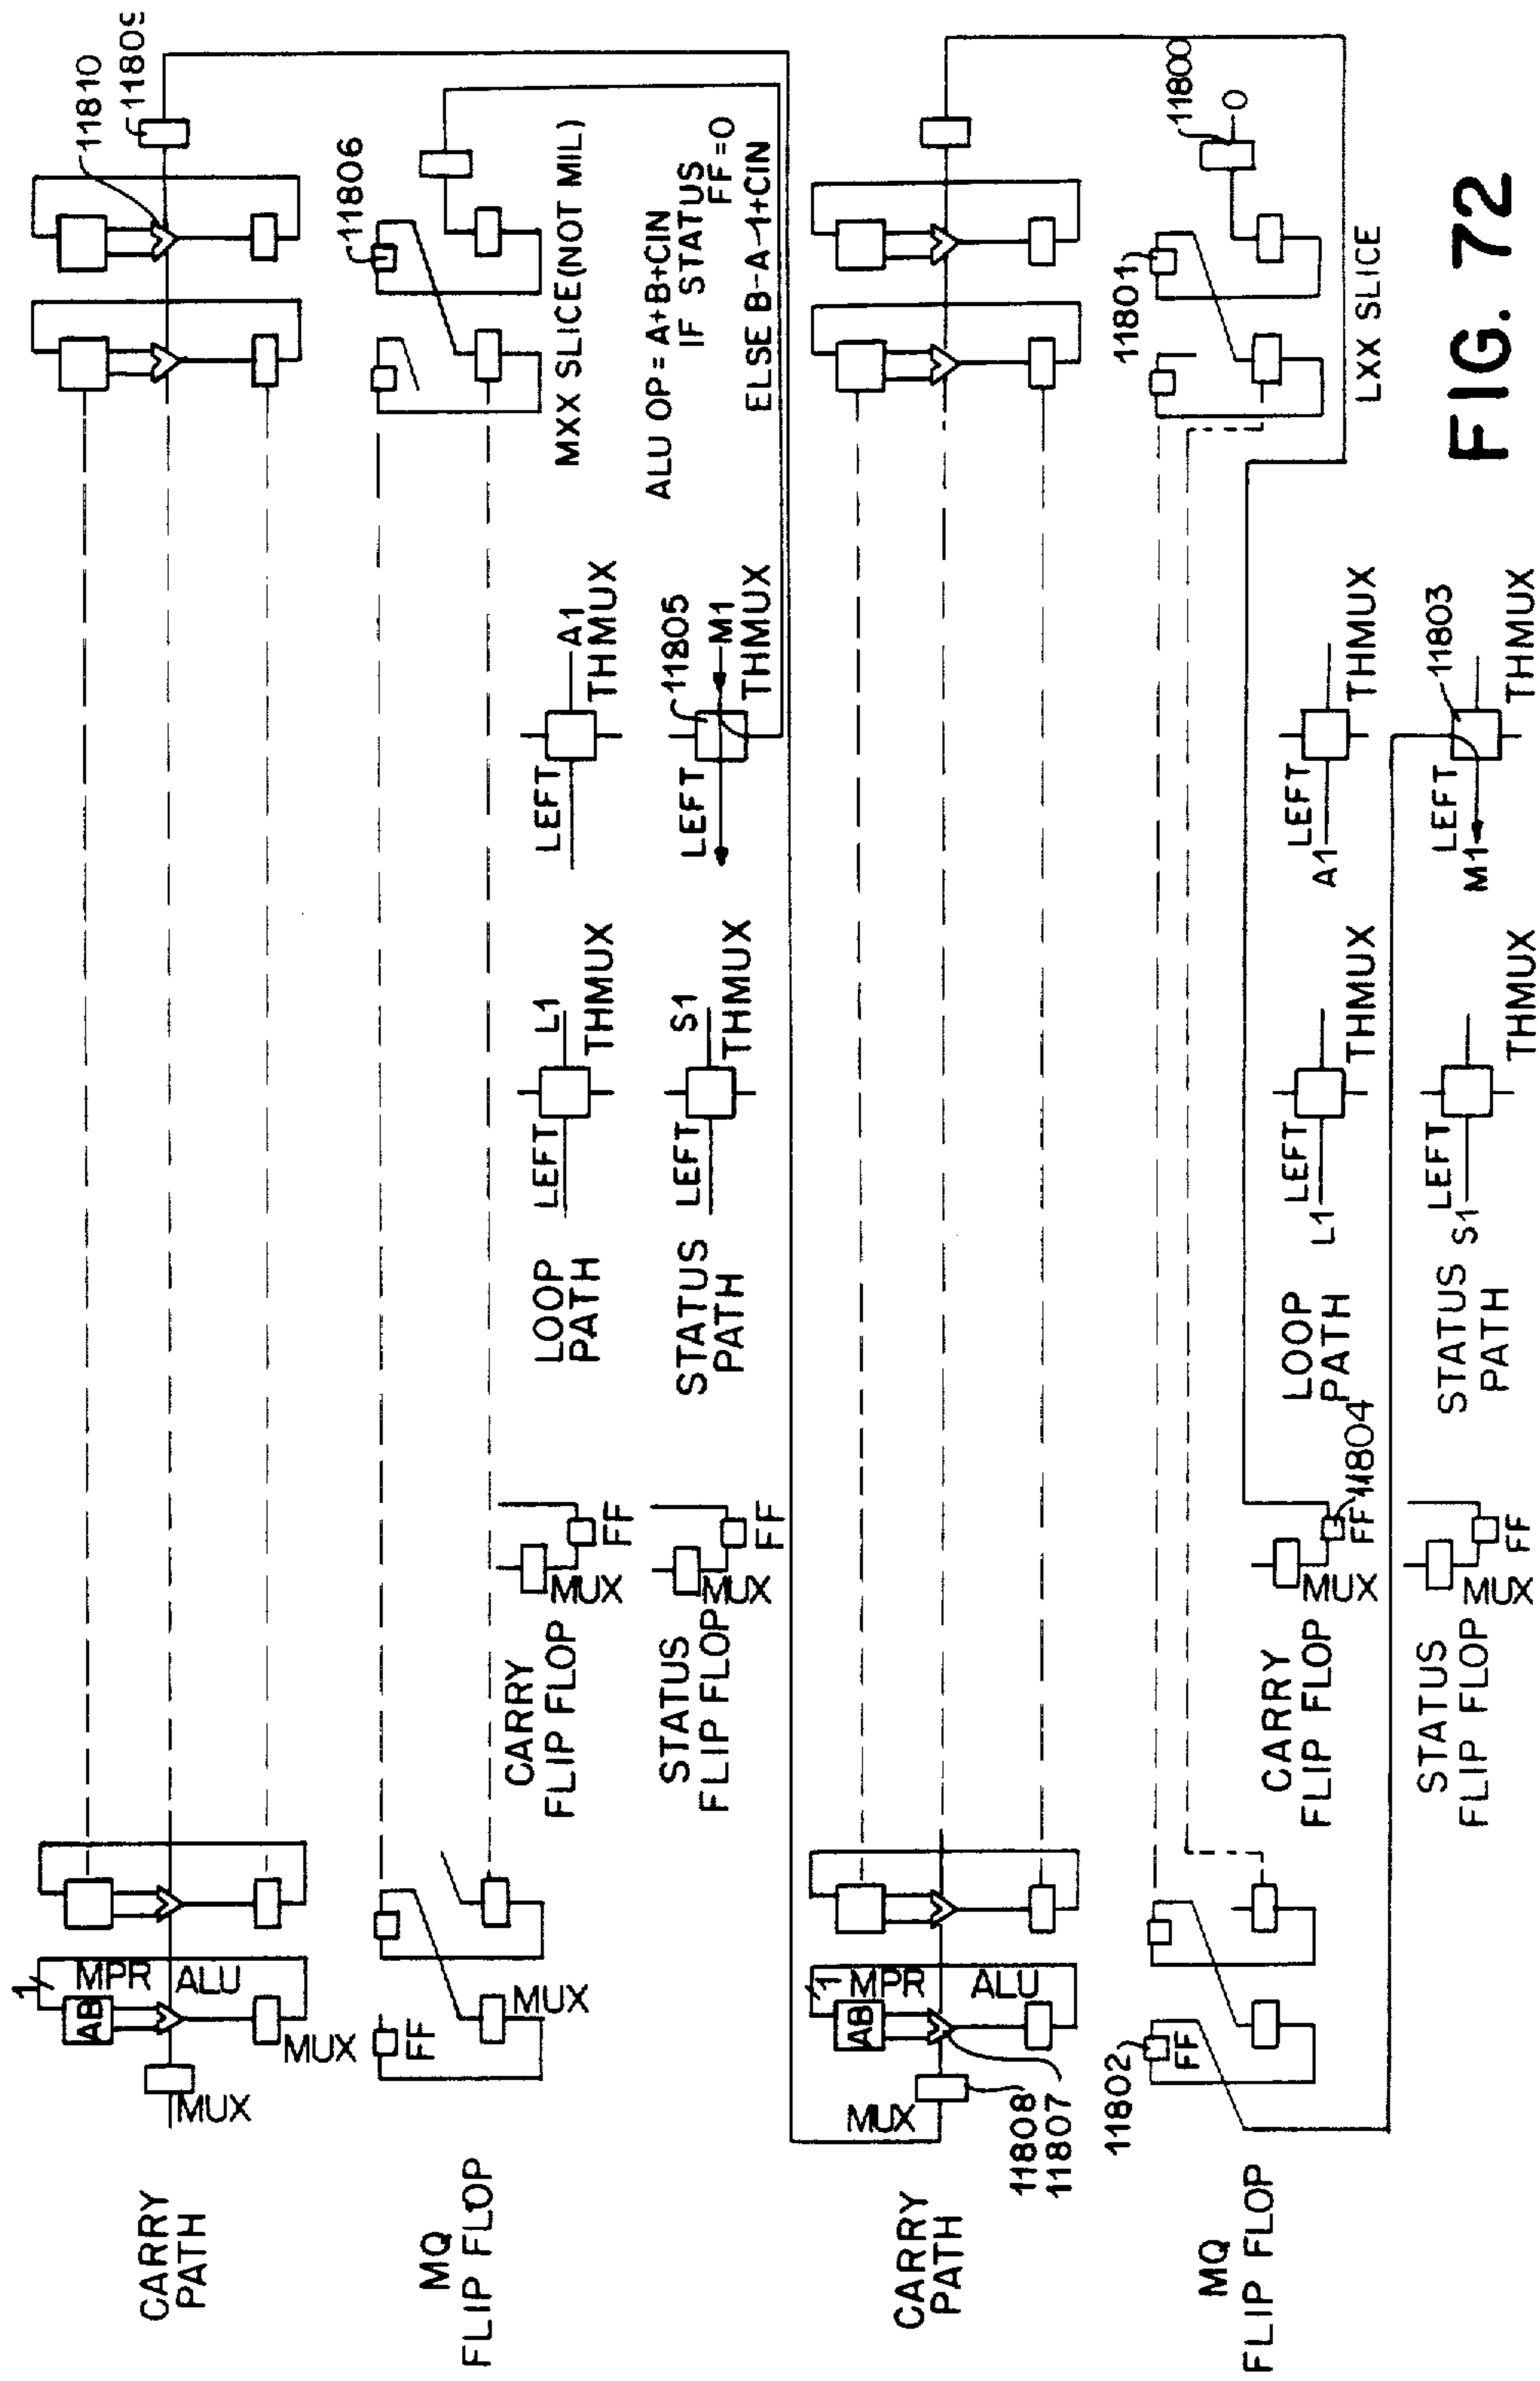 CARRY
PATH
MUX
1
AB
MPR
ALU
MUX
11810
MQ
FLIP FLOP
FF
MUX
11806
MXX SLICE (NOT MIL)
CARRY
FLIP FLOP
MUX
FF
LOOP
PATH
LEFT
L1
THMUX
LEFT
A1
THMUX
STATUS
FLIP FLOP
MUX
FF
STATUS
PATH
LEFT
S1
THMUX
LEFT
11805
M1
THMUX
ALU OP = A+B+CIN
IF STATUS
FF = 0
ELSE B-A-1+CIN
CARRY
PATH
MUX
1
AB
MPR
ALU
11808
11807
MQ
FLIP FLOP
11802
FF
11801
11800
0
LXX SLICE
CARRY
FLIP FLOP
MUX
FF
11804
LOOP
PATH
L1
LEFT
THMUX
A1
LEFT
THMUX
STATUS
FLIP FLOP
MUX
FF
STATUS
PATH
S1
LEFT
THMUX
M1
LEFT
11803
THMUX
FIG. 72